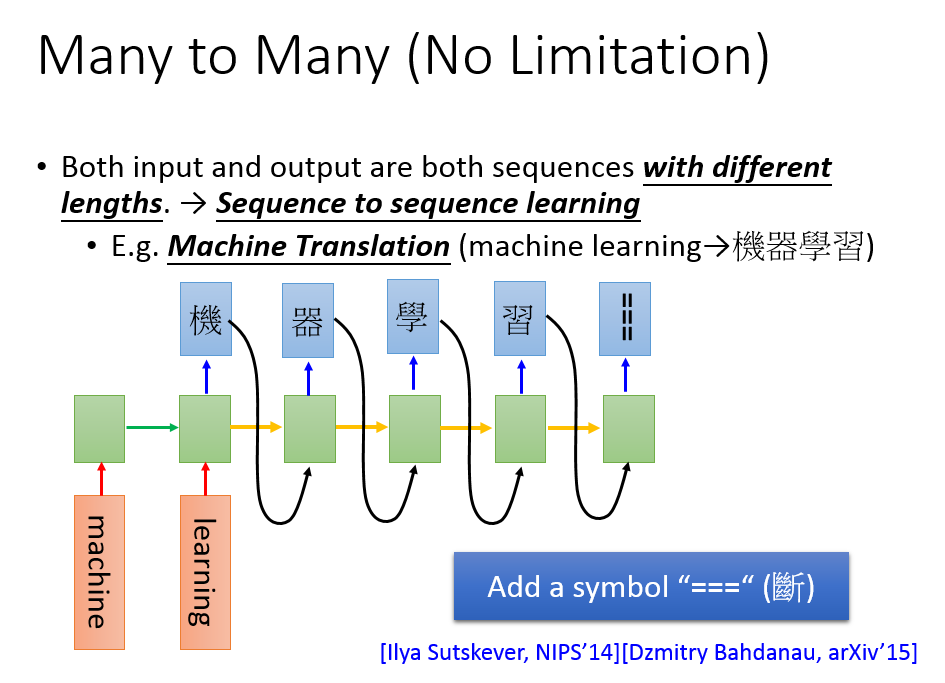 Many to Many (No Limitation)
• Both input and output are both sequences with different
lengths. → Sequence to sequence learning
• E.g. Machine Translation (machine learning→機器學習)
機 器 學 習 ===
machine learning
Add a symbol “===“ (斷)
[Ilya Sutskever, NIPS’14][Dzmitry Bahdanau, arXiv’15]